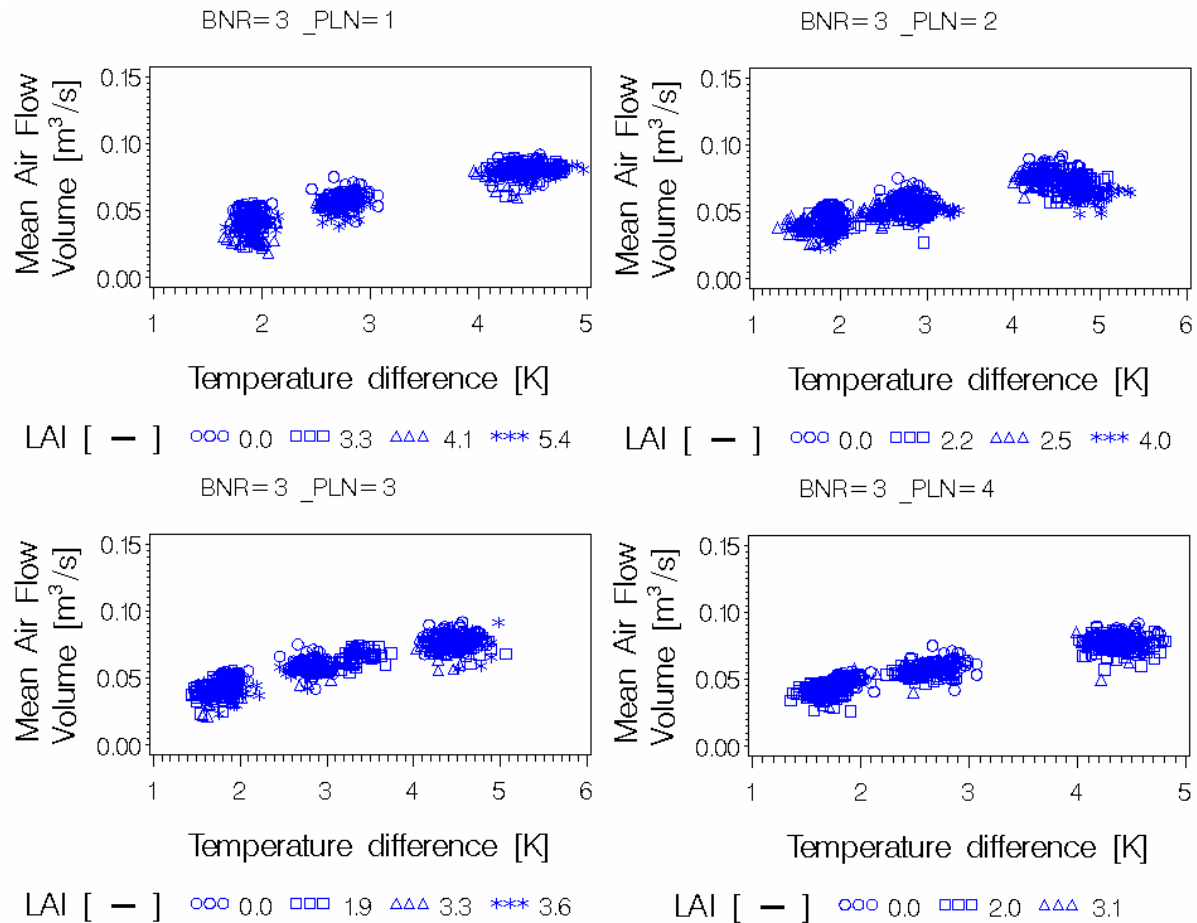 BNR=3 _PLN=1
Mean Air Flow
Volume [m³/s]
0.15
0.10
0.05
0.00
1 2 3 4 5
Temperature difference [K]
LAI [ — ] 0.0 3.3 4.1 5.4
BNR=3 _PLN=2
Mean Air Flow
Volume [m³/s]
0.15
0.10
0.05
0.00
1 2 3 4 5 6
Temperature difference [K]
LAI [ — ] 0.0 2.2 2.5 4.0
BNR=3 _PLN=3
Mean Air Flow
Volume [m³/s]
0.15
0.10
0.05
0.00
1 2 3 4 5 6
Temperature difference [K]
LAI [ — ] 0.0 1.9 3.3 3.6
BNR=3 _PLN=4
Mean Air Flow
Volume [m³/s]
0.15
0.10
0.05
0.00
1 2 3 4 5
Temperature difference [K]
LAI [ — ] 0.0 2.0 3.1